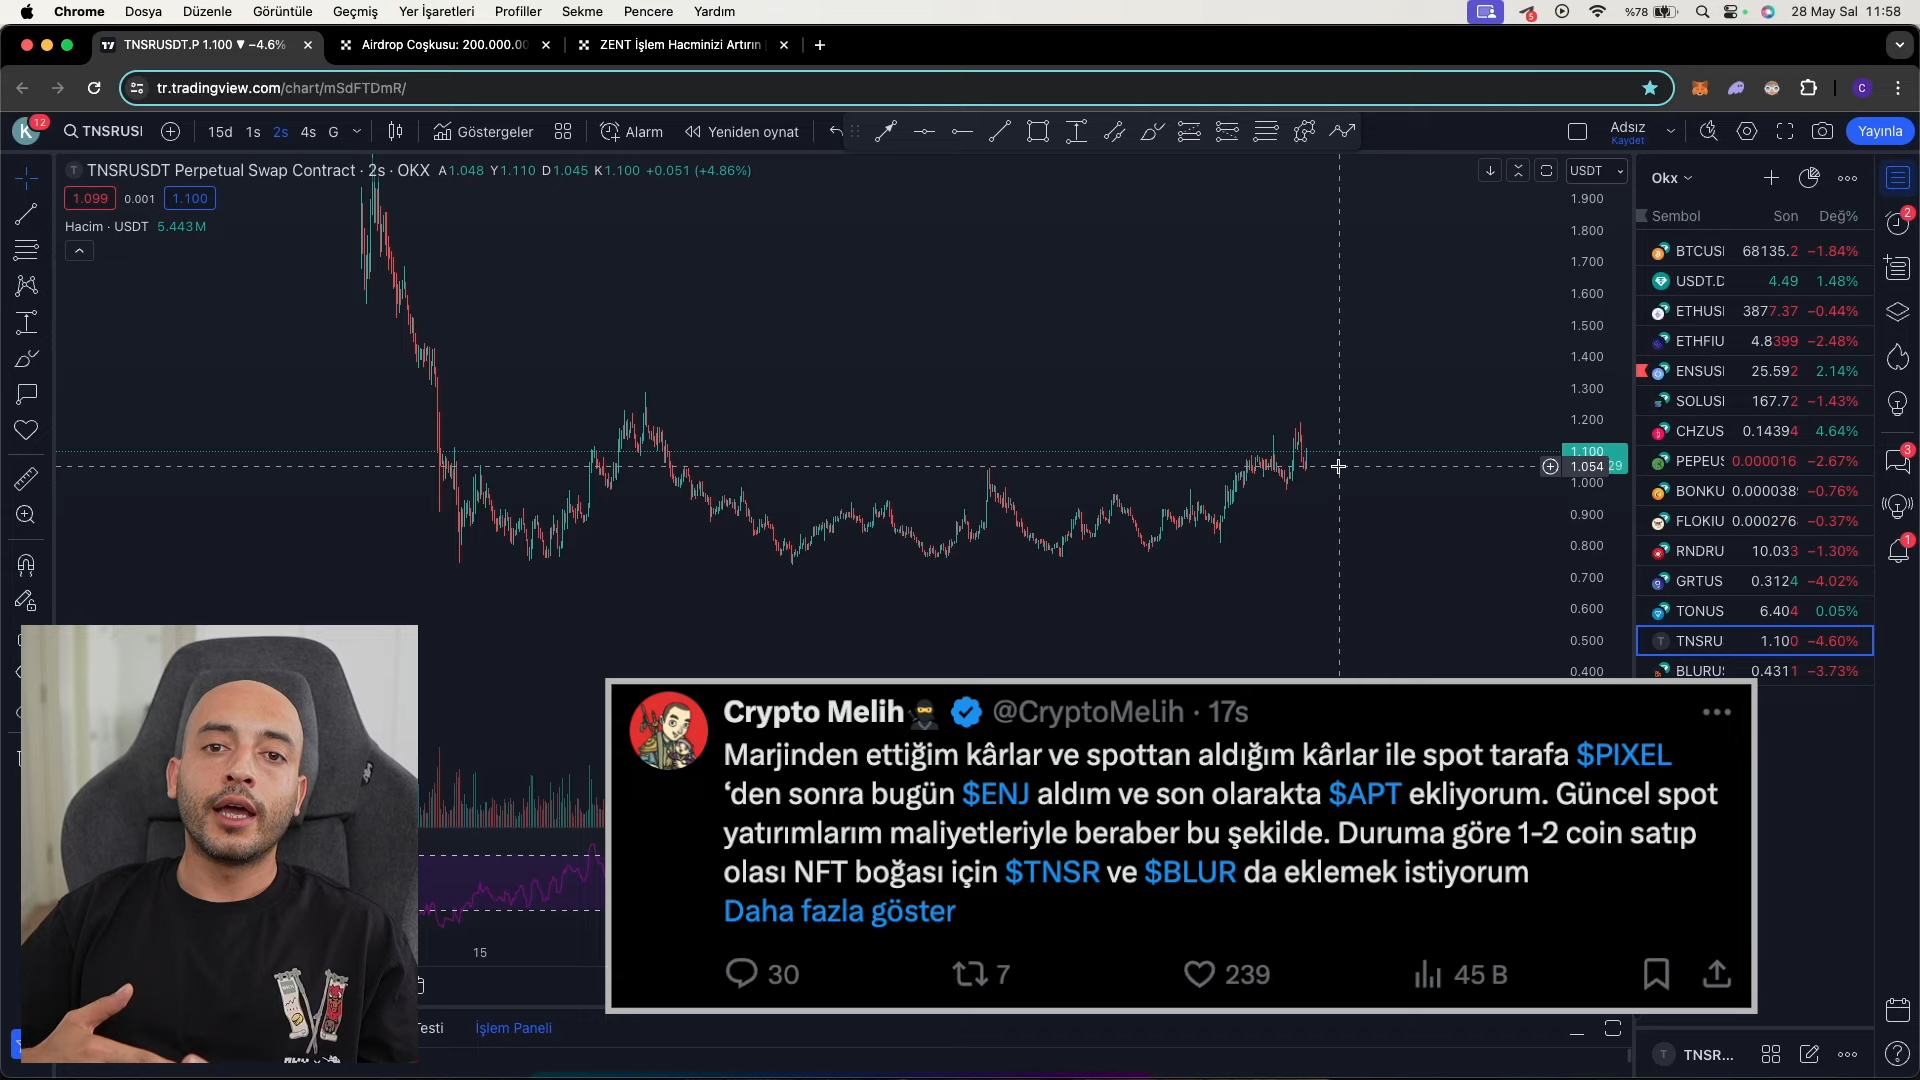 Chrome Dosya Düzenle Görüntüle Geçmiş Yer İşaretleri Profiller Sekme Pencere Yardım
5
%78
28 May Sal 11:58
TNSRUSDT.P 1.100 ▼ −4.6%
Airdrop Coşkusu: 200.000.00
ZENT İşlem Hacminizi Artırın
tr.tradingview.com/chart/mSdFTDmR/
C
K 12
TNSRUSI
15d 1s 2s 4s G
Göstergeler
Alarm
Yeniden oynat
Adsız
Kaydet
Yayınla
TNSRUSDT Perpetual Swap Contract · 2s · OKX A1.048 Y1.110 D1.045 K1.100 +0.051 (+4.86%)
1.099 0.001 1.100
Hacim · USDT 5.443M
USDT
1.900
1.800
1.700
1.600
1.500
1.400
1.300
1.200
1.100
1.054 29
1.000
0.900
0.800
0.700
0.600
0.500
0.400
15
Okx
Sembol Son Değ%
BTCUSI 68135.2 −1.84%
USDT.D 4.49 1.48%
ETHUSI 3877.37 −0.44%
ETHFIU 4.8399 −2.48%
ENSUSI 25.592 2.14%
SOLUSI 167.72 −1.43%
CHZUS 0.14394 4.64%
PEPEUS 0.000016 −2.67%
BONKU 0.000038 −0.76%
FLOKIU 0.000276 −0.37%
RNDRU 10.033 −1.30%
GRTUS 0.3124 −4.02%
TONUS 6.404 0.05%
T TNSRU 1.100 −4.60%
BLURU 0.4311 −3.73%
2
3
1
Crypto Melih @CryptoMelih · 17s
Marjinden ettiğim kârlar ve spottan aldığım kârlar ile spot tarafa $PIXEL
‘den sonra bugün $ENJ aldım ve son olarakta $APT ekliyorum. Güncel spot
yatırımlarım maliyetleriyle beraber bu şekilde. Duruma göre 1-2 coin satıp
olası NFT boğası için $TNSR ve $BLUR da eklemek istiyorum
Daha fazla göster
30 7 239 45 B
esti İşlem Paneli
T TNSR...